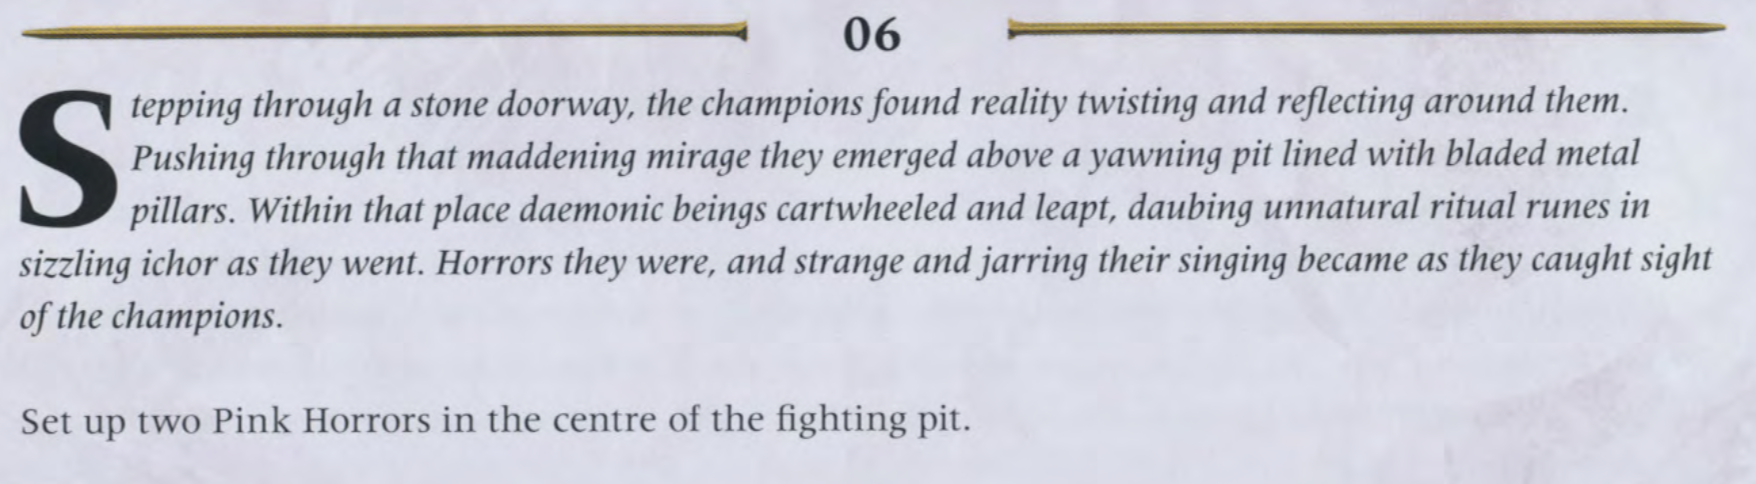 06
Stepping through a stone doorway, the champions found reality twisting and reflecting around them.
Pushing through that maddening mirage they emerged above a yawning pit lined with bladed metal
pillars. Within that place daemonic beings cartwheeled and leapt, daubing unnatural ritual runes in
sizzling ichor as they went. Horrors they were, and strange and jarring their singing became as they caught sight
of the champions.
Set up two Pink Horrors in the centre of the fighting pit.